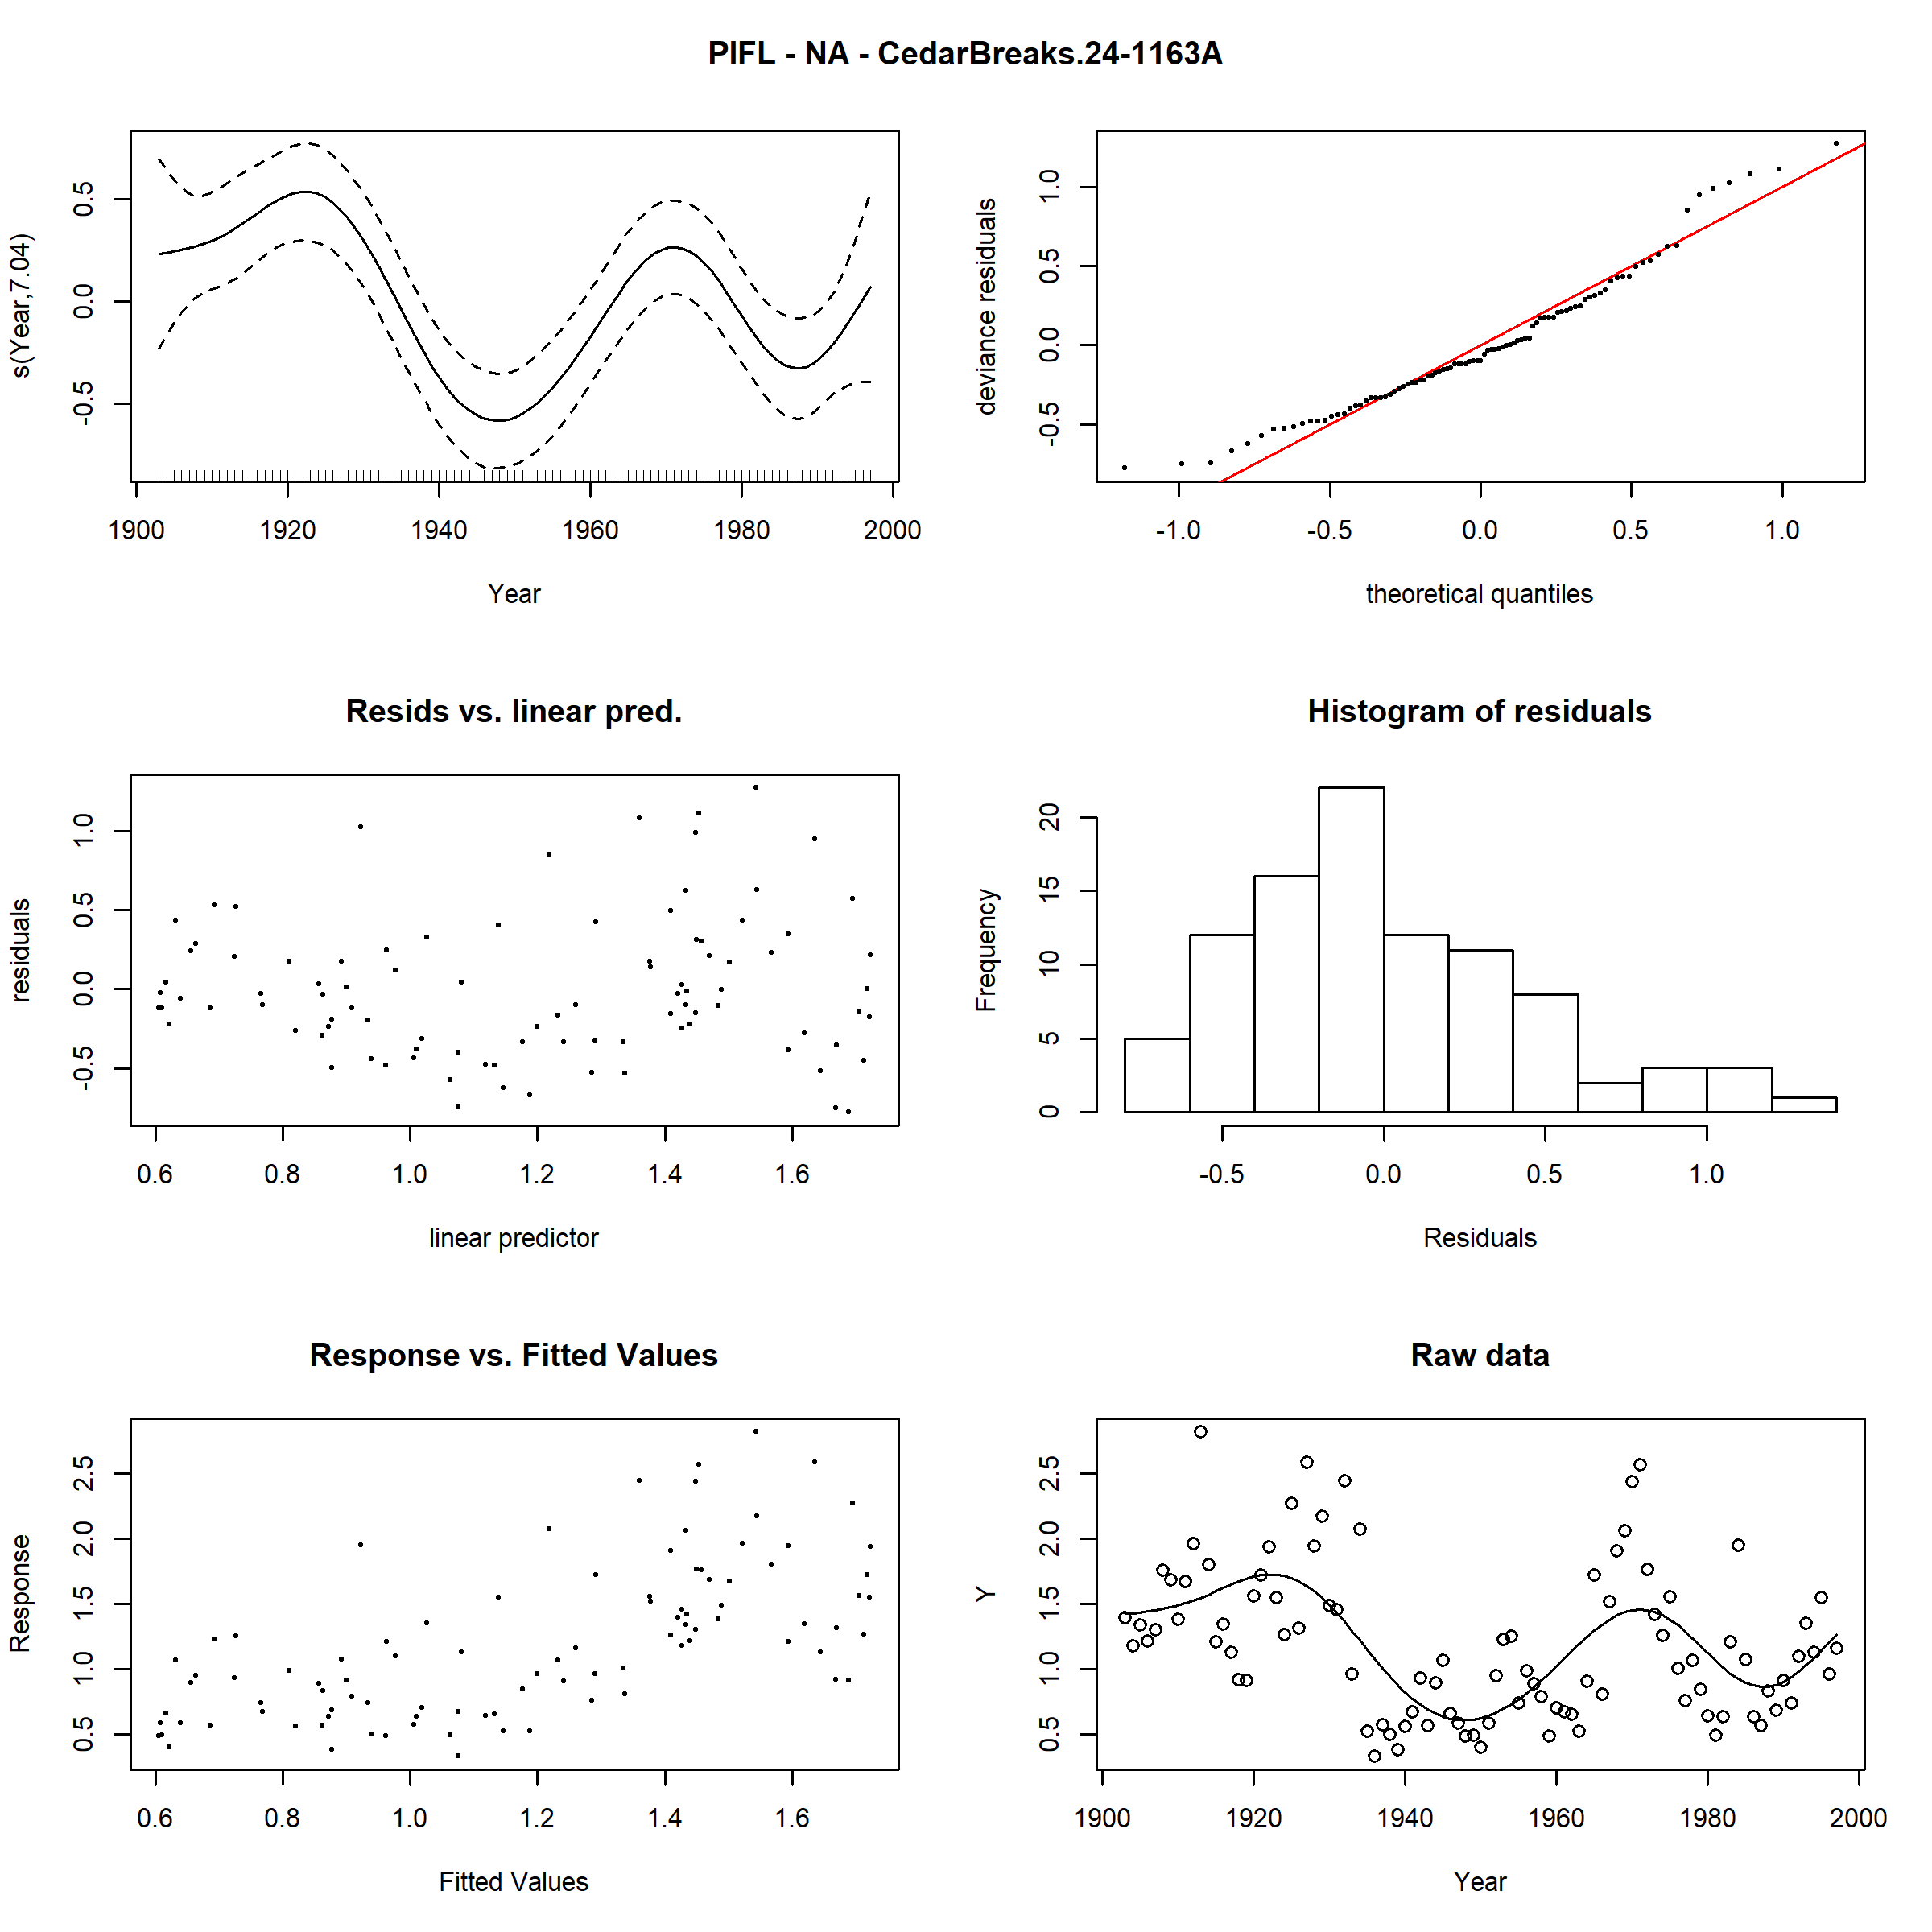 PIFL - NA - CedarBreaks.24-1163A
s(Year,7.04)
0.5
0.0
-0.5
1900 1920 1940 1960 1980 2000
Year
deviance residuals
1.0
0.5
0.0
-0.5
-1.0 -0.5 0.0 0.5 1.0
theoretical quantiles
Resids vs. linear pred.
residuals
1.0
0.5
0.0
-0.5
0.6 0.8 1.0 1.2 1.4 1.6
linear predictor
Histogram of residuals
Frequency
20
15
10
5
0
-0.5 0.0 0.5 1.0
Residuals
Response vs. Fitted Values
Response
2.5
2.0
1.5
1.0
0.5
0.6 0.8 1.0 1.2 1.4 1.6
Fitted Values
Raw data
Y
2.5
2.0
1.5
1.0
0.5
1900 1920 1940 1960 1980 2000
Year